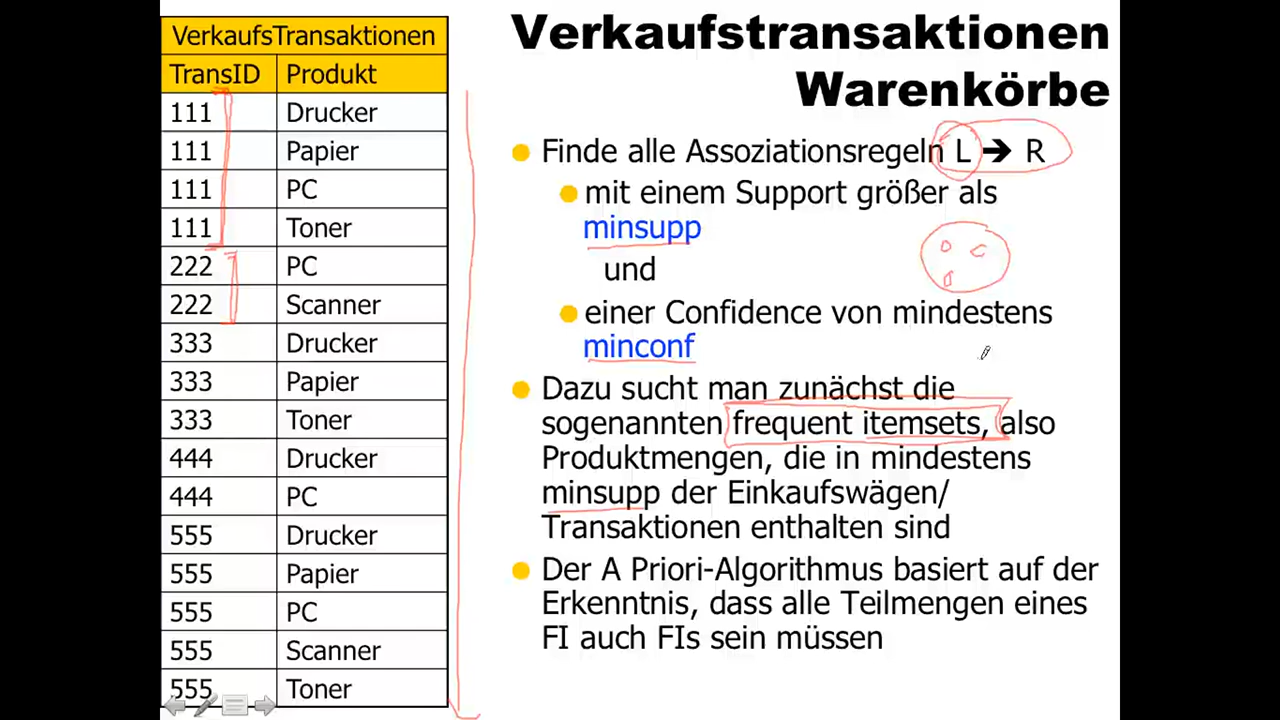 VerkaufsTransaktionen
TransID Produkt
111 Drucker
111 Papier
111 PC
111 Toner
222 PC
222 Scanner
333 Drucker
333 Papier
333 Toner
444 Drucker
444 PC
555 Drucker
555 Papier
555 PC
555 Scanner
555 Toner
Verkaufstransaktionen
Warenkörbe
Finde alle Assoziationsregeln L → R
mit einem Support größer als
minsupp
und
einer Confidence von mindestens
minconf
Dazu sucht man zunächst die
sogenannten frequent itemsets, also
Produktmengen, die in mindestens
minsupp der Einkaufswägen/
Transaktionen enthalten sind
Der A Priori-Algorithmus basiert auf der
Erkenntnis, dass alle Teilmengen eines
FI auch FIs sein müssen